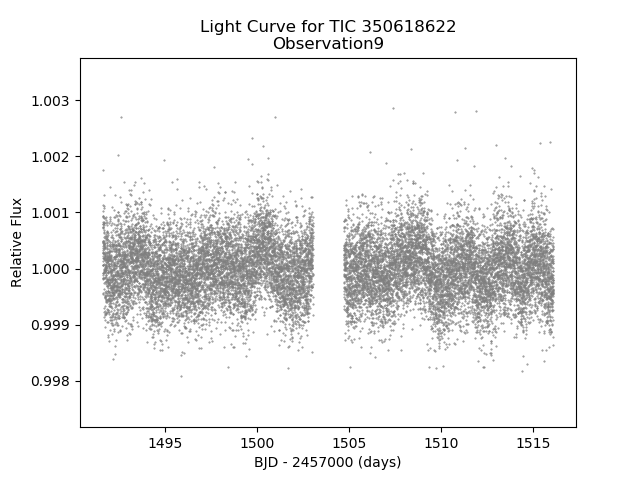 Light Curve for TIC 350618622
Observation9
1.003
1.002
1.001
1.000
0.999
0.998
Relative Flux
1495
1500
1505
1510
1515
BJD - 2457000 (days)